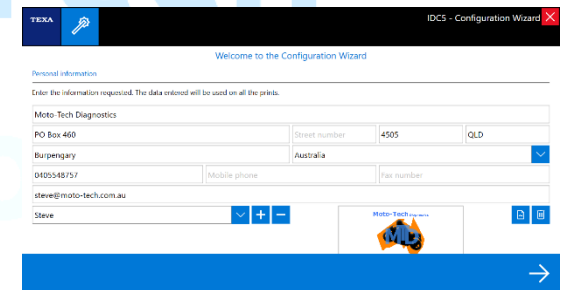 TEXA IDC5 - Configuration Wizard
Welcome to the Configuration Wizard
Personal information
Enter the information requested. The data entered will be used on all the prints.
Moto-Tech Diagnostics
PO Box 460 Street number 4505 QLD
Burpengary Australia
0405548757 Mobile phone Fax number
steve@moto-tech.com.au
Steve
Moto-Tech